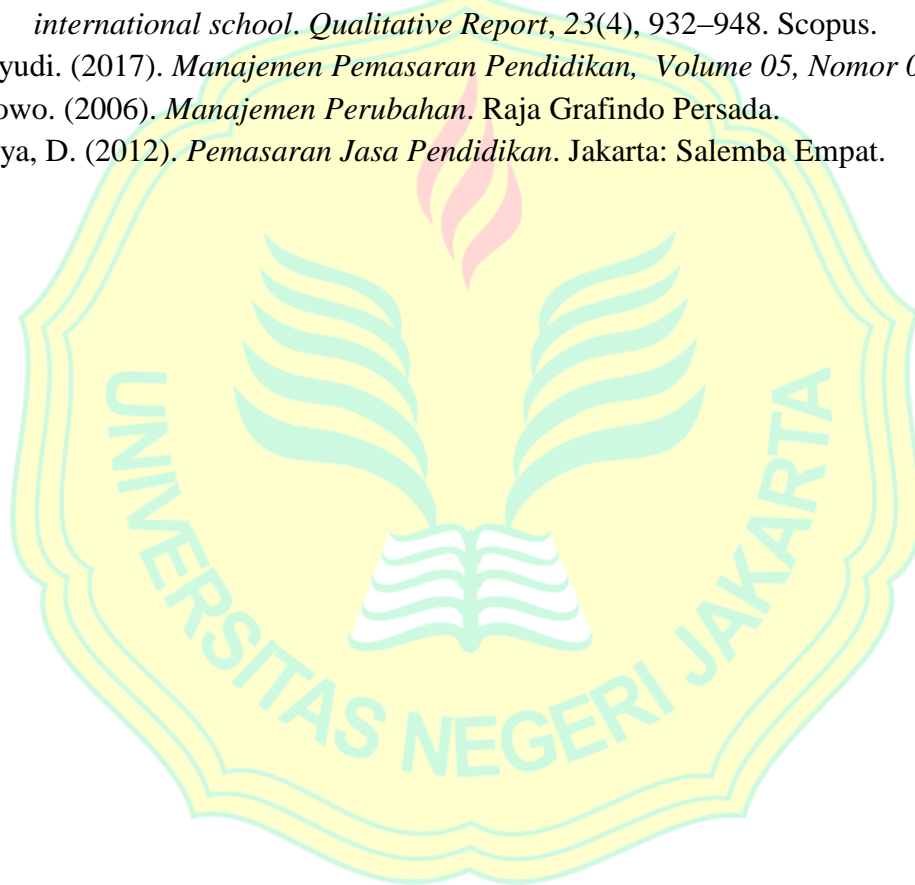 international school. Qualitative Report, 23(4), 932–948. Scopus.
yudi. (2017). Manajemen Pemasaran Pendidikan, Volume 05, Nomor 0
owo. (2006). Manajemen Perubahan. Raja Grafindo Persada.
ya, D. (2012). Pemasaran Jasa Pendidikan. Jakarta: Salemba Empat.
UNIVERSITAS NEGERI JAKARTA